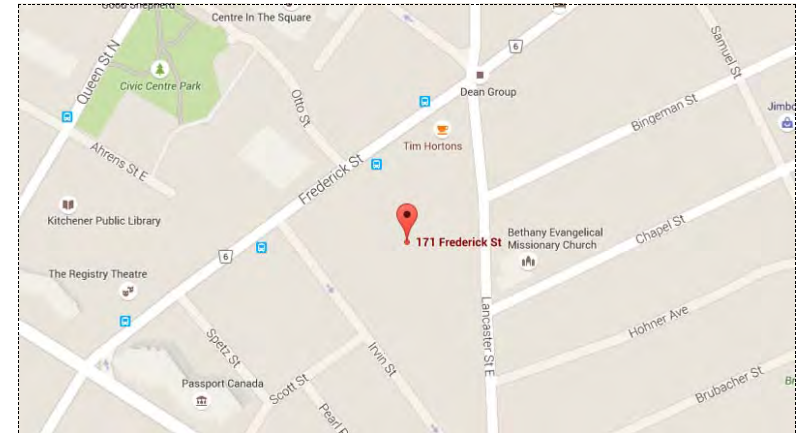 Good Shepherd
Centre In The Square
6
Samuel St
Queen St N
Civic Centre Park
Dean Group
Otto St
Bingeman St
Tim Hortons
Ahrens St E
Frederick St
Kitchener Public Library
171 Frederick St
Bethany Evangelical
Missionary Church
Chapel St
6
The Registry Theatre
Lancaster St E
Hohner Ave
Spetz St
Irvin St
Passport Canada
Scott St
Brubacher St